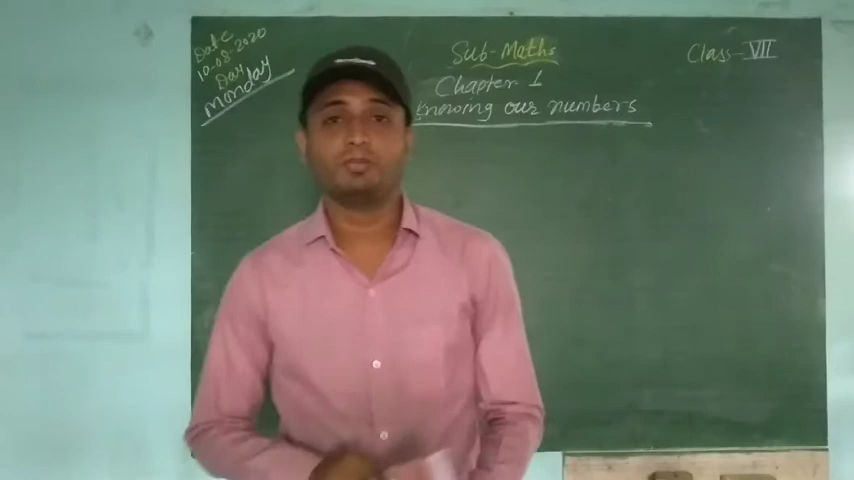 Date
10-08-2020
Day
Monday
Sub-Maths
Class-VII
Chapter-1
Knowing our numbers